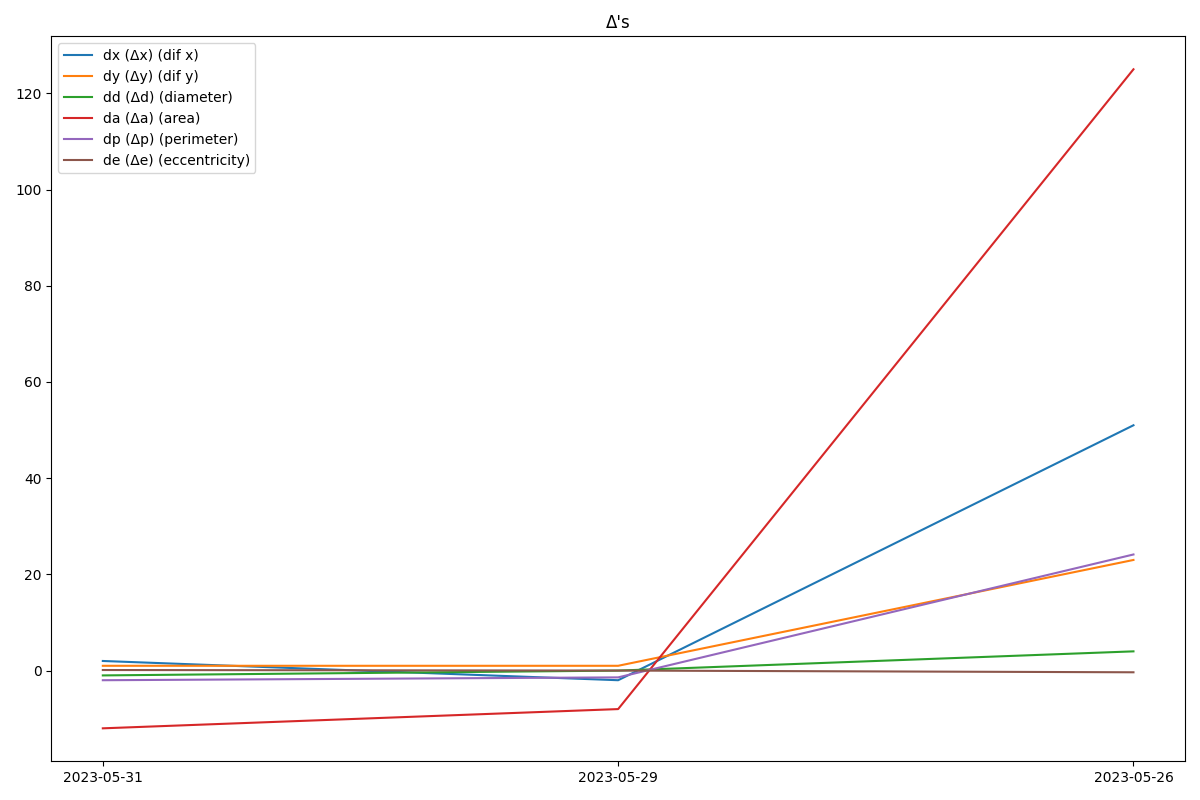 Δ's
dx (Δx) (dif x)
dy (Δy) (dif y)
dd (Δd) (diameter)
da (Δa) (area)
dp (Δp) (perimeter)
de (Δe) (eccentricity)
120
100
80
60
40
20
0
2023-05-31
2023-05-29
2023-05-26